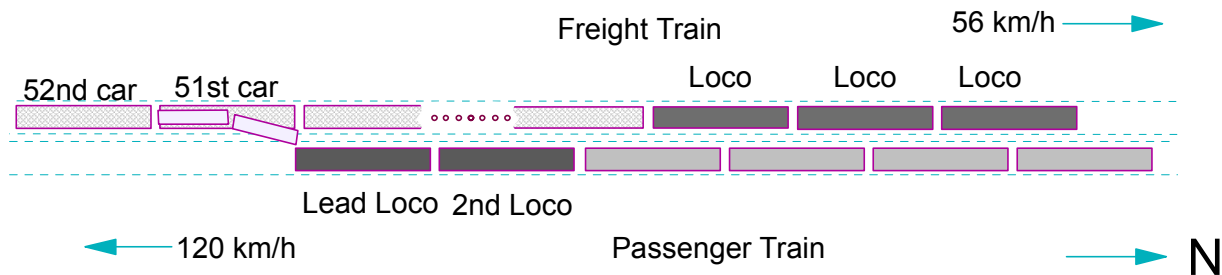 Freight Train
56 km/h
52nd car
51st car
Loco
Loco
Loco
Lead Loco
2nd Loco
120 km/h
Passenger Train
N